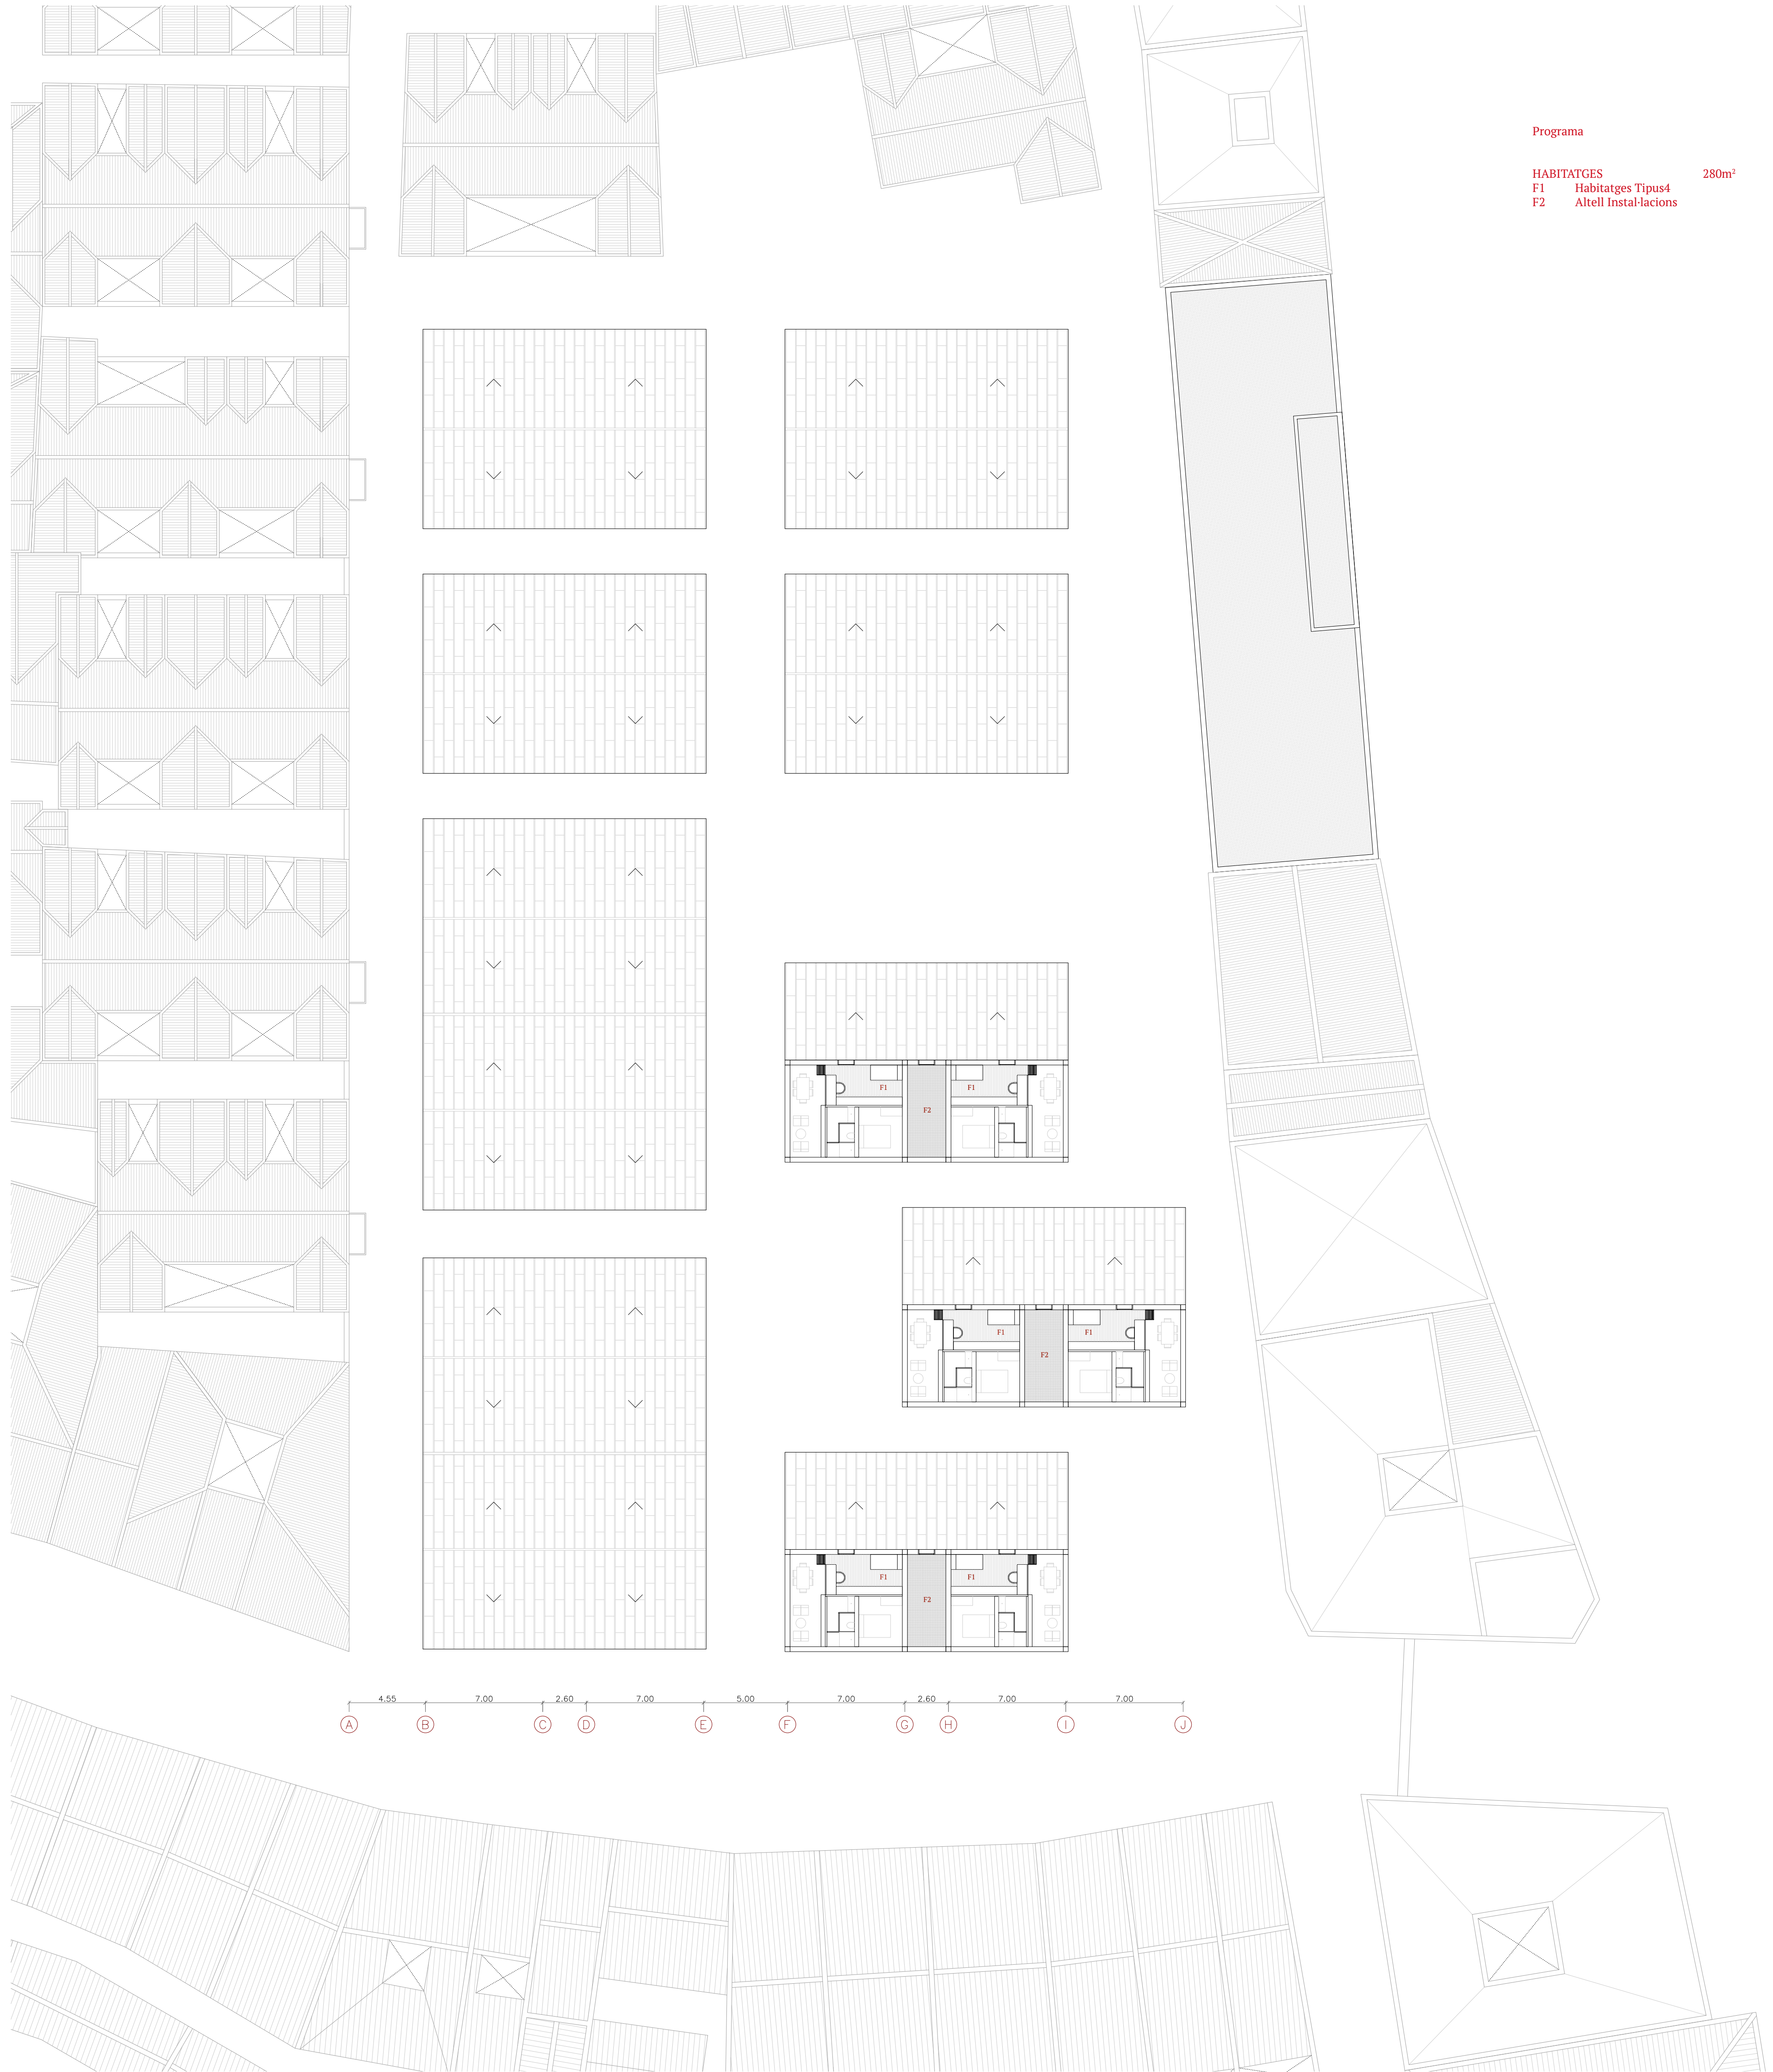 Programa
HABITATGES 280m²
F1 Habitatges Tipus4
F2 Altell Instal·lacions
F1 F1
F2
F1 F1
F2
F1 F1
F2
4.55 7.00 2.60 7.00 5.00 7.00 2.60 7.00 7.00
A B C D E F G H I J